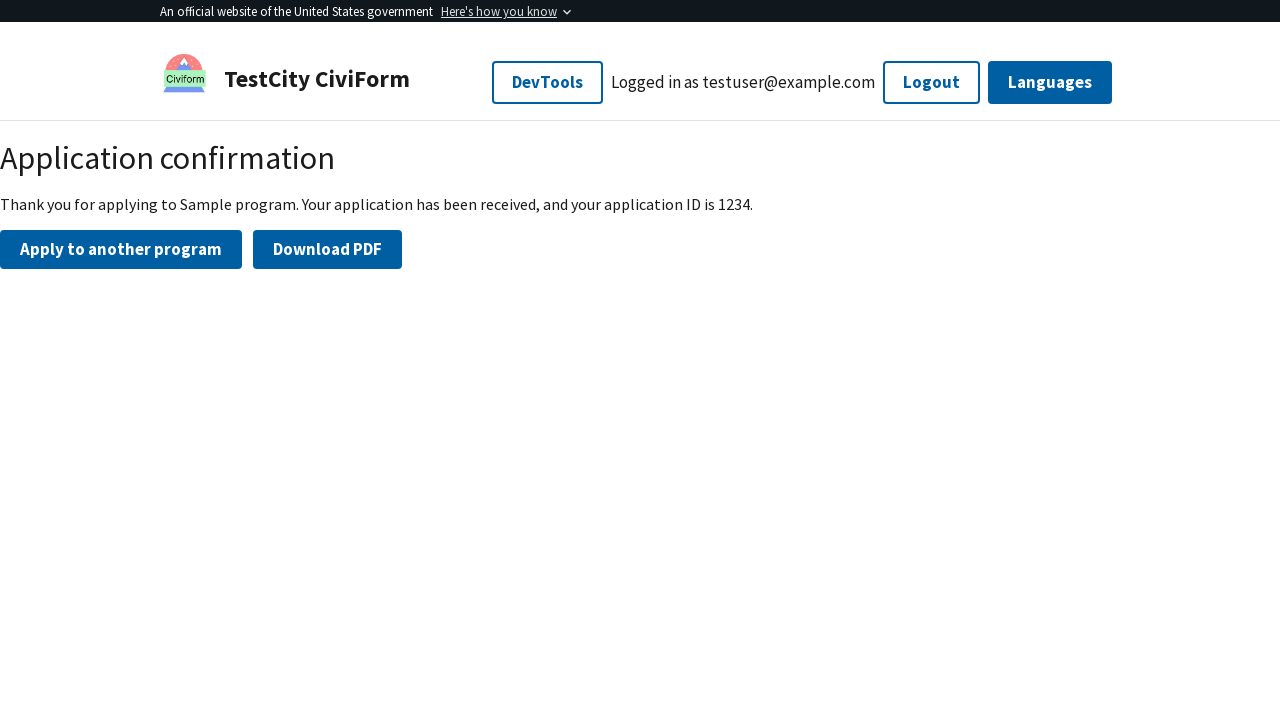 An official website of the United States government Here's how you know
Civiform
TestCity CiviForm
DevTools Logged in as testuser@example.com Logout Languages
Application confirmation
Thank you for applying to Sample program. Your application has been received, and your application ID is 1234.
Apply to another program Download PDF